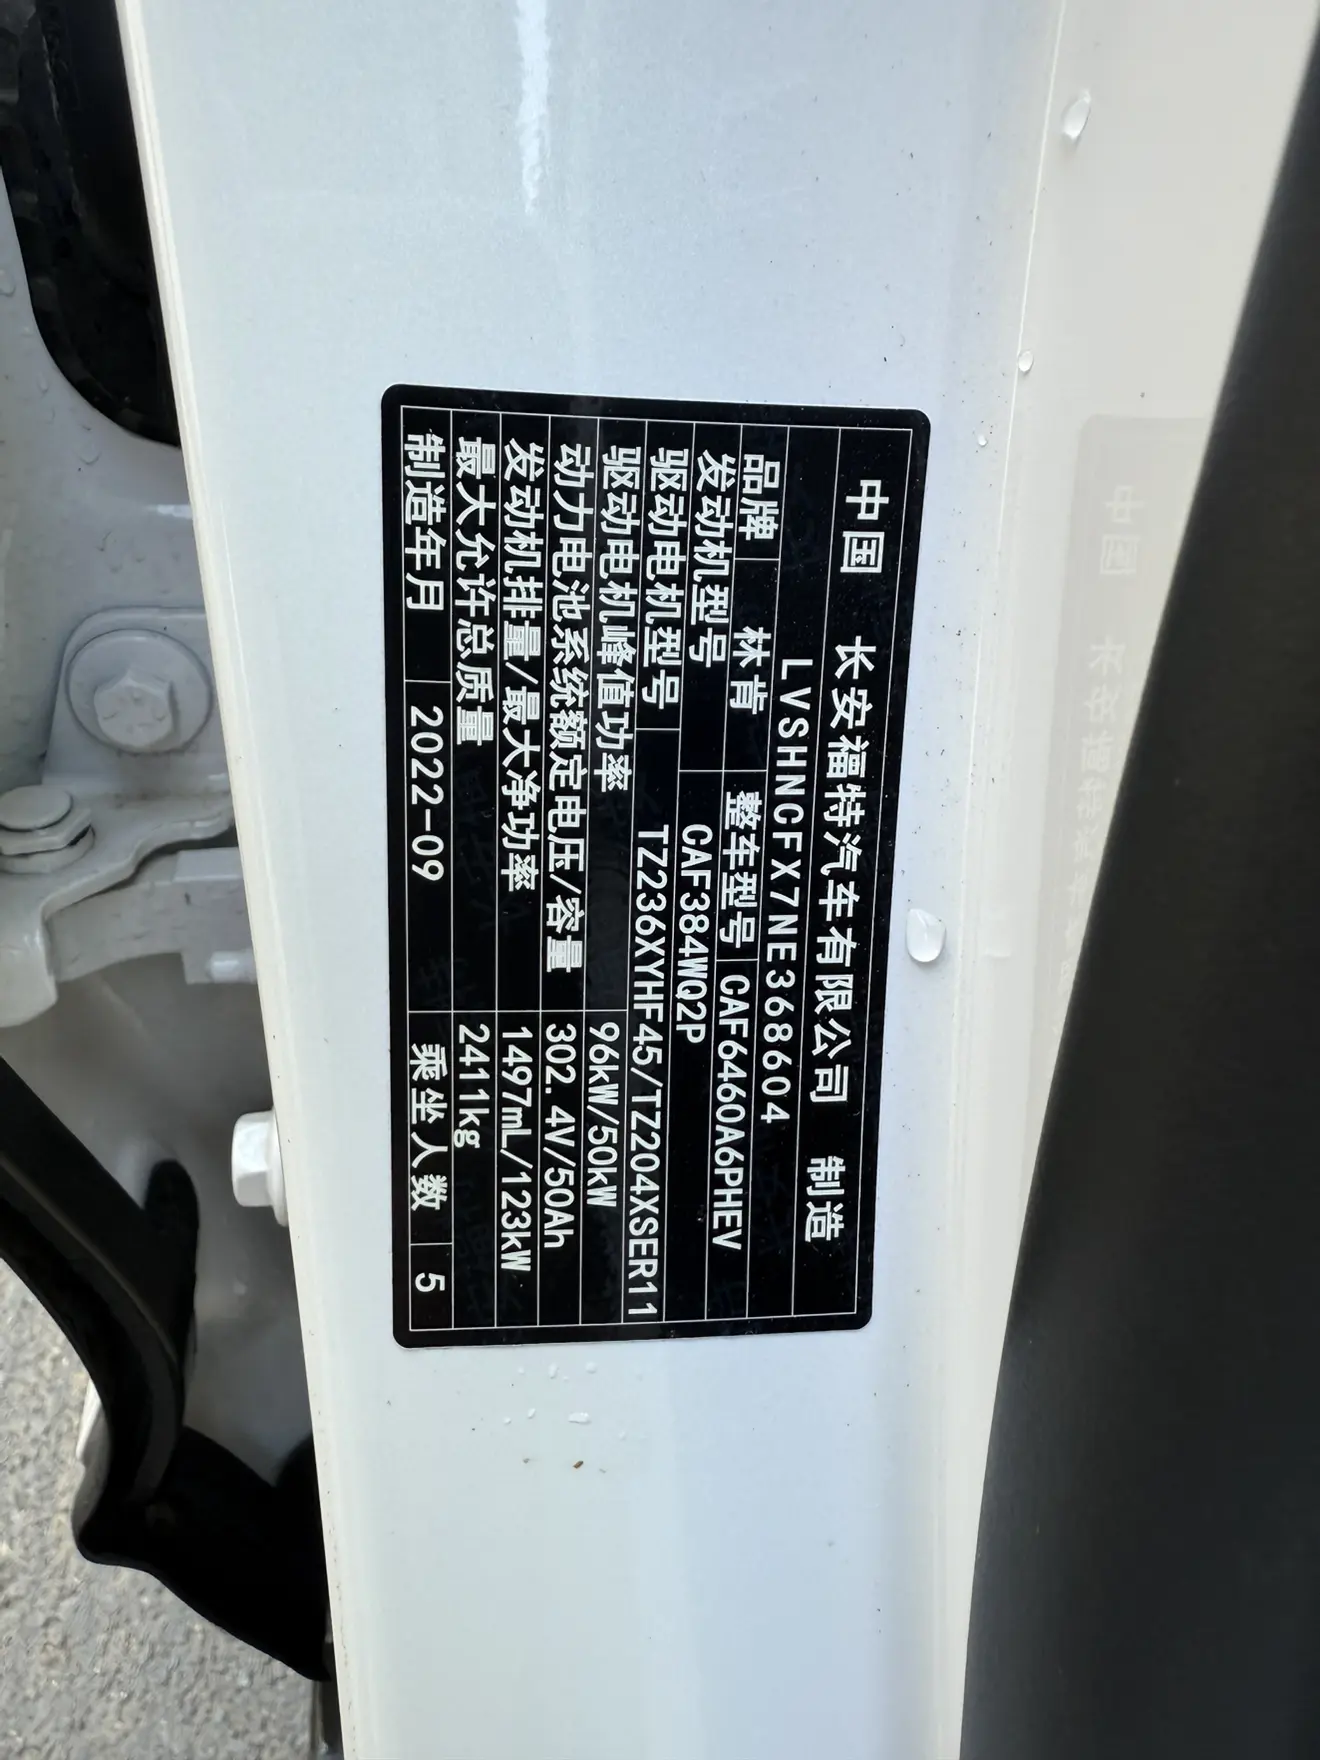 中国 长安福特汽车有限公司 制造
LVSHNCFX7NE368604
品牌 林肯 整车型号 CAF6460A6PHEV
发动机型号 CAF384WQ2P
驱动电机型号 TZ236XYHF45/TZ204XSER11
驱动电机峰值功率 96kW/50kW
动力电池系统额定电压/容量 302.4V/50Ah
发动机排量/最大净功率 1497mL/123kW
最大允许总质量 2411kg
制造年月 2022-09 乘坐人数 5